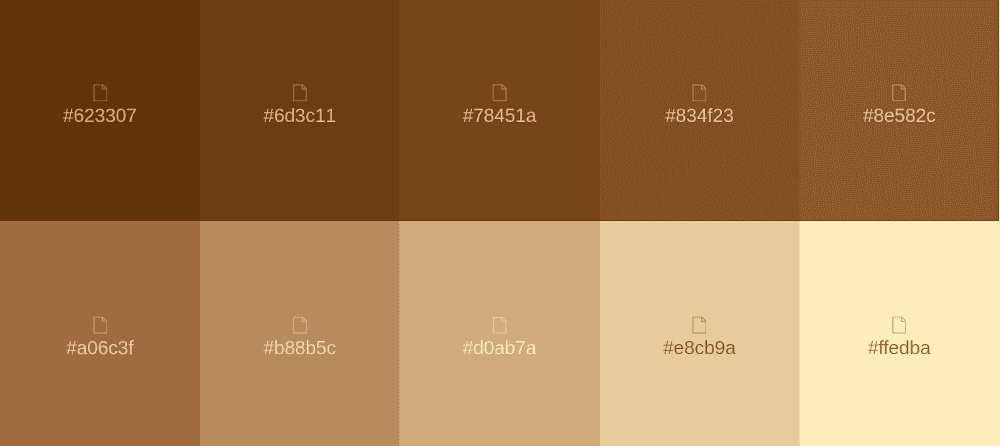 #623307
#6d3c11
#78451a
#834f23
#8e582c
#a06c3f
#b88b5c
#d0ab7a
#e8cb9a
#ffedba